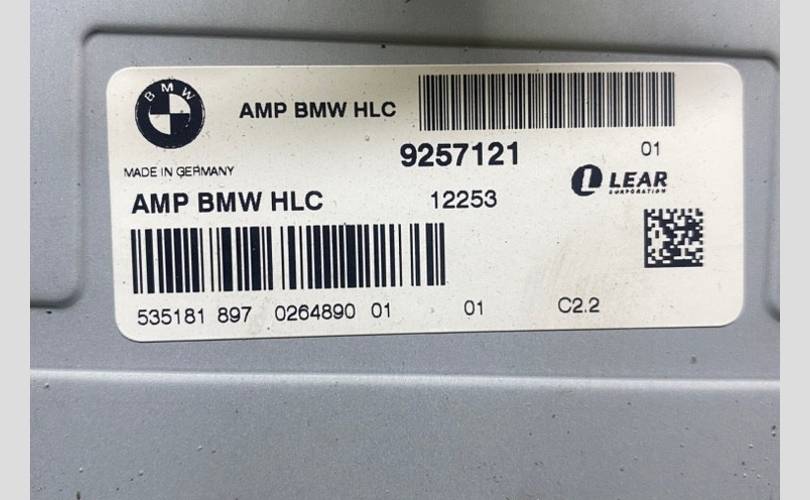 BMW
AMP BMW HLC
9257121 01
MADE IN GERMANY
AMP BMW HLC 12253
LEAR
CORPORATION
535181 897 0264890 01 01 C2.2